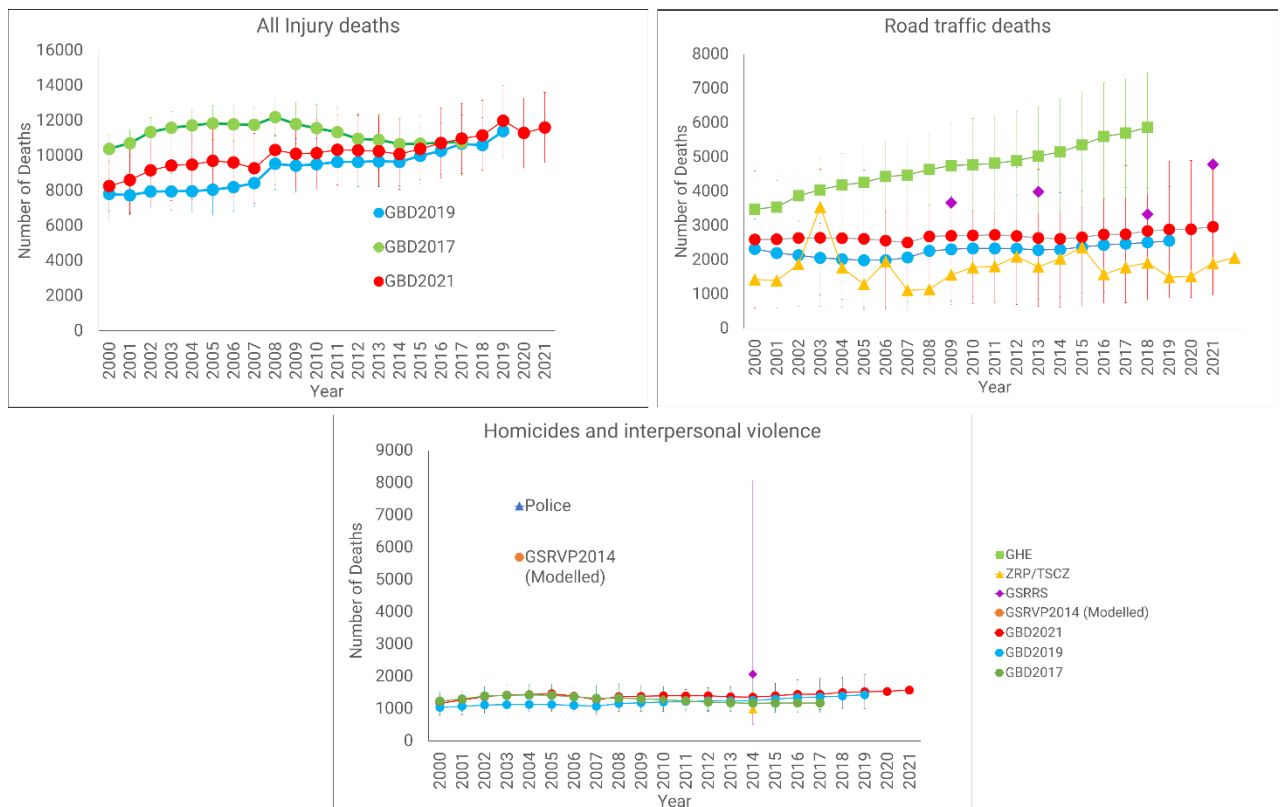 All Injury deaths
Number of Deaths
16000
14000
12000
10000
8000
6000
4000
2000
0
GBD2019
GBD2017
GBD2021
2000 2001 2002 2003 2004 2005 2006 2007 2008 2009 2010 2011 2012 2013 2014 2015 2016 2017 2018 2019 2020 2021
Year
Road traffic deaths
Number of Deaths
8000
7000
6000
5000
4000
3000
2000
1000
0
2000 2001 2002 2003 2004 2005 2006 2007 2008 2009 2010 2011 2012 2013 2014 2015 2016 2017 2018 2019 2020 2021
Year
Homicides and interpersonal violence
Number of Deaths
9000
8000
7000
6000
5000
4000
3000
2000
1000
0
Police
GSRVP2014
(Modelled)
2000 2001 2002 2003 2004 2005 2006 2007 2008 2009 2010 2011 2012 2013 2014 2015 2016 2017 2018 2019 2020 2021
Year
GHE
ZRP/TSCZ
GSRRS
GSRVP2014 (Modelled)
GBD2021
GBD2019
GBD2017